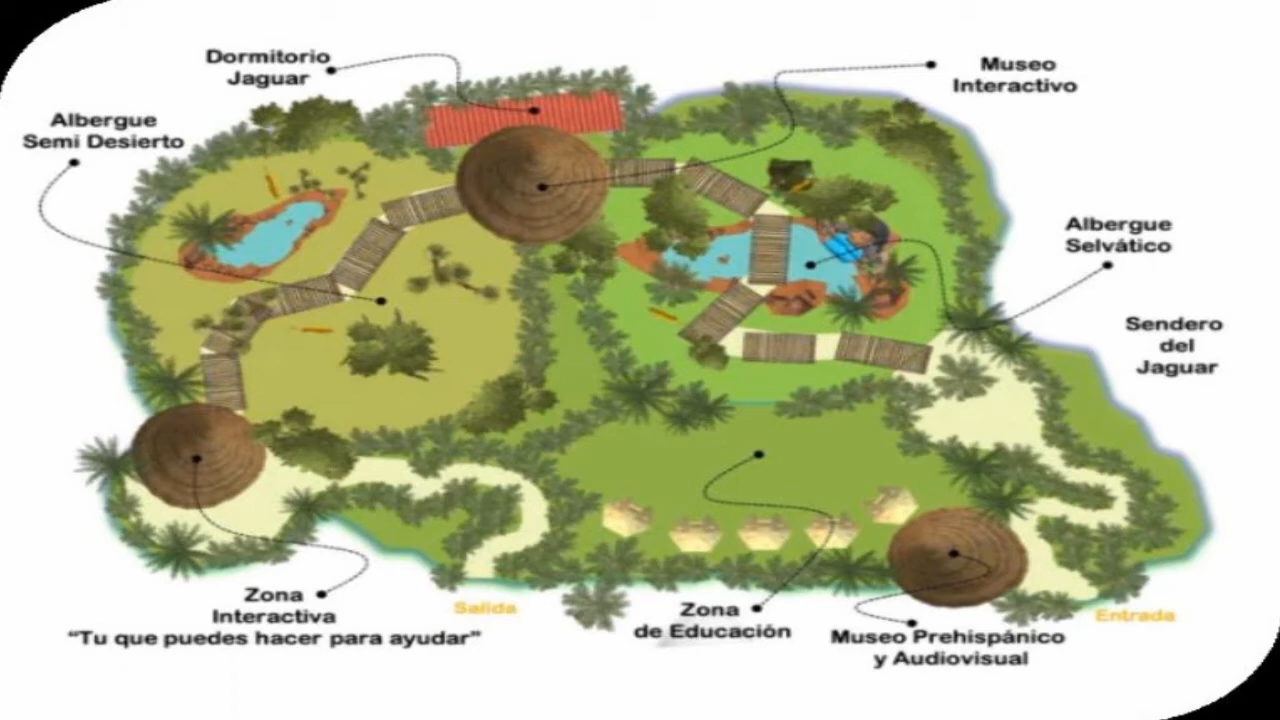 Dormitorio
Jaguar
Museo
Interactivo
Albergue
Semi Desierto
Albergue
Selvático
Sendero
del
Jaguar
Zona
Interactiva
“Tu que puedes hacer para ayudar”
Salida
Zona
de Educación
Museo Prehispánico
y Audiovisual
Entrada